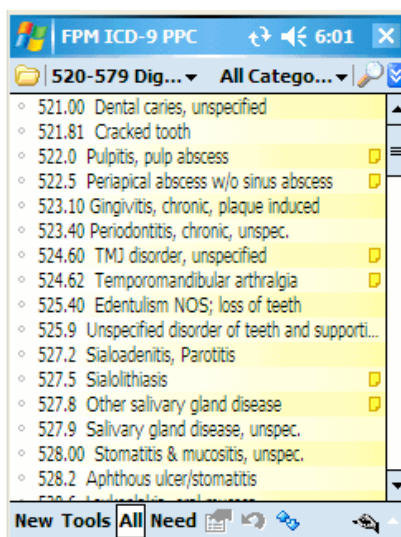 FPM ICD-9 PPC 6:01
520-579 Dig... All Catego...
521.00 Dental caries, unspecified
521.81 Cracked tooth
522.0 Pulpitis, pulp abscess
522.5 Periapical abscess w/o sinus abscess
523.10 Gingivitis, chronic, plaque induced
523.40 Periodontitis, chronic, unspec.
524.60 TMJ disorder, unspecified
524.62 Temporomandibular arthralgia
525.40 Edentulism NOS; loss of teeth
525.9 Unspecified disorder of teeth and supporti...
527.2 Sialoadenitis, Parotitis
527.5 Sialolithiasis
527.8 Other salivary gland disease
527.9 Salivary gland disease, unspec.
528.00 Stomatitis & mucositis, unspec.
528.2 Aphthous ulcer/stomatitis
New Tools All Need